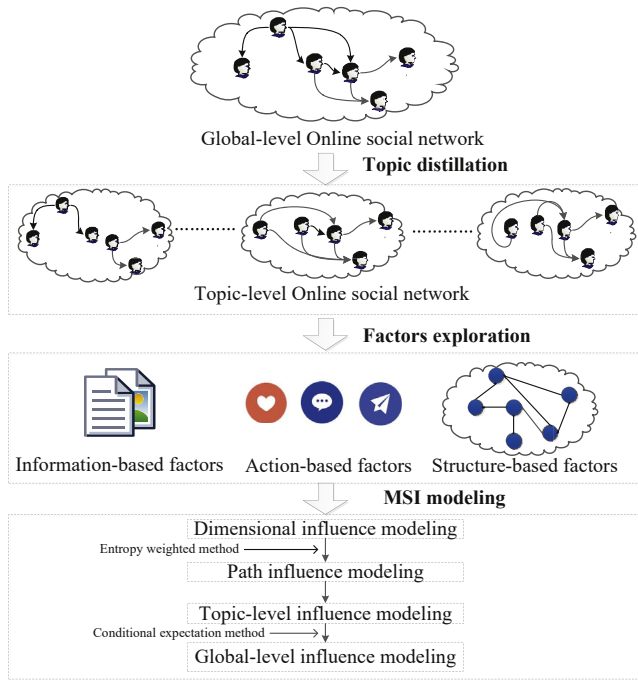 Global-level Online social network
Topic distillation
Topic-level Online social network
Factors exploration
Information-based factors
Action-based factors
Structure-based factors
MSI modeling
Dimensional influence modeling
Entropy weighted method
Path influence modeling
Topic-level influence modeling
Conditional expectation method
Global-level influence modeling